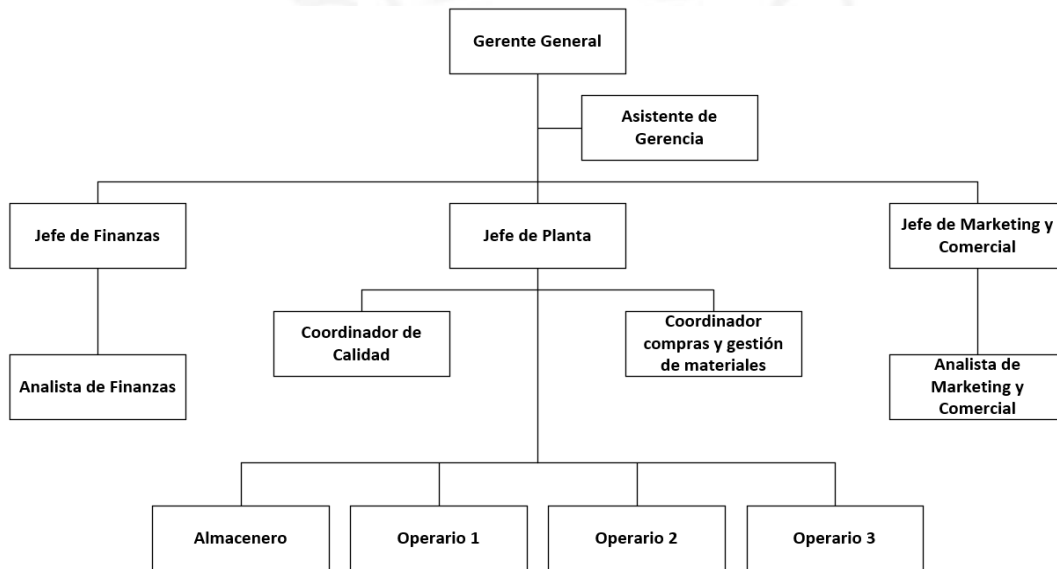 Gerente General
Asistente de
Gerencia
Jefe de Finanzas
Jefe de Planta
Jefe de Marketing y
Comercial
Coordinador de
Calidad
Coordinador
compras y gestión
de materiales
Analista de Finanzas
Analista de
Marketing y
Comercial
Almacenero
Operario 1
Operario 2
Operario 3